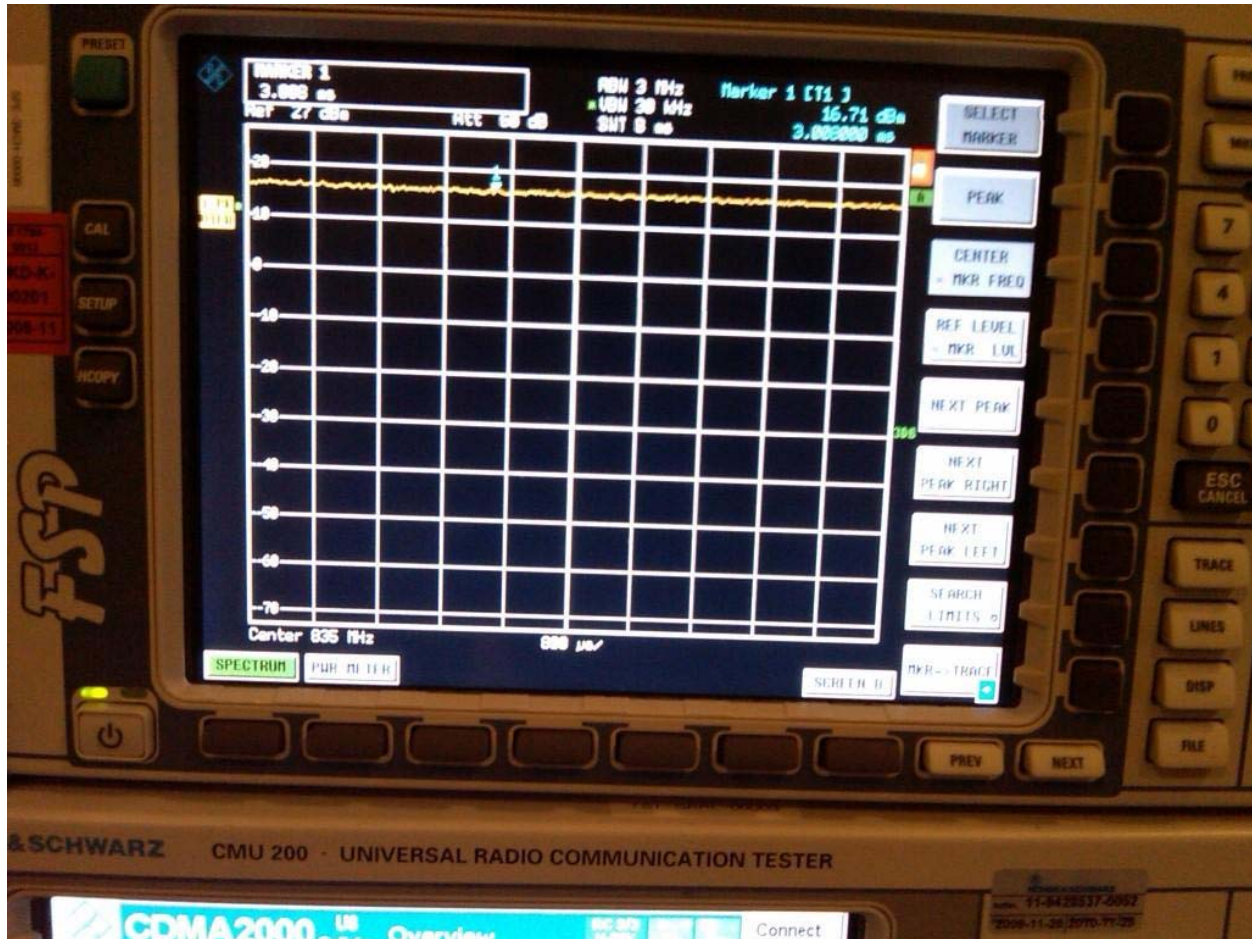 PRESET
MARKER 1
3.008 ms
Ref 27 dBm
Att 60 dB
RBW 3 MHz
VBW 30 kHz
SWT 8 ms
Marker 1 [T1 ]
16.71 dBm
3.008000 ms
SELECT
MARKER
PEAK
CENTER
= MKR FREQ
REF LEVEL
= MKR LVL
NEXT PEAK
NEXT
PEAK RIGHT
NEXT
PEAK LEFT
SEARCH
LIMITS
MKR->TRACE
20
10
0
-10
-20
-30
-40
-50
-60
-70
A
Center 835 MHz
800 µs/
SPECTRUM
PWR METER
SCREEN B
CAL
SETUP
HCOPY
FSP
7
4
1
0
ESC
CANCEL
TRACE
LINES
DISP
FILE
PREV
NEXT
&SCHWARZ
CMU 200 · UNIVERSAL RADIO COMMUNICATION TESTER
CDMA2000
Overview
Connect